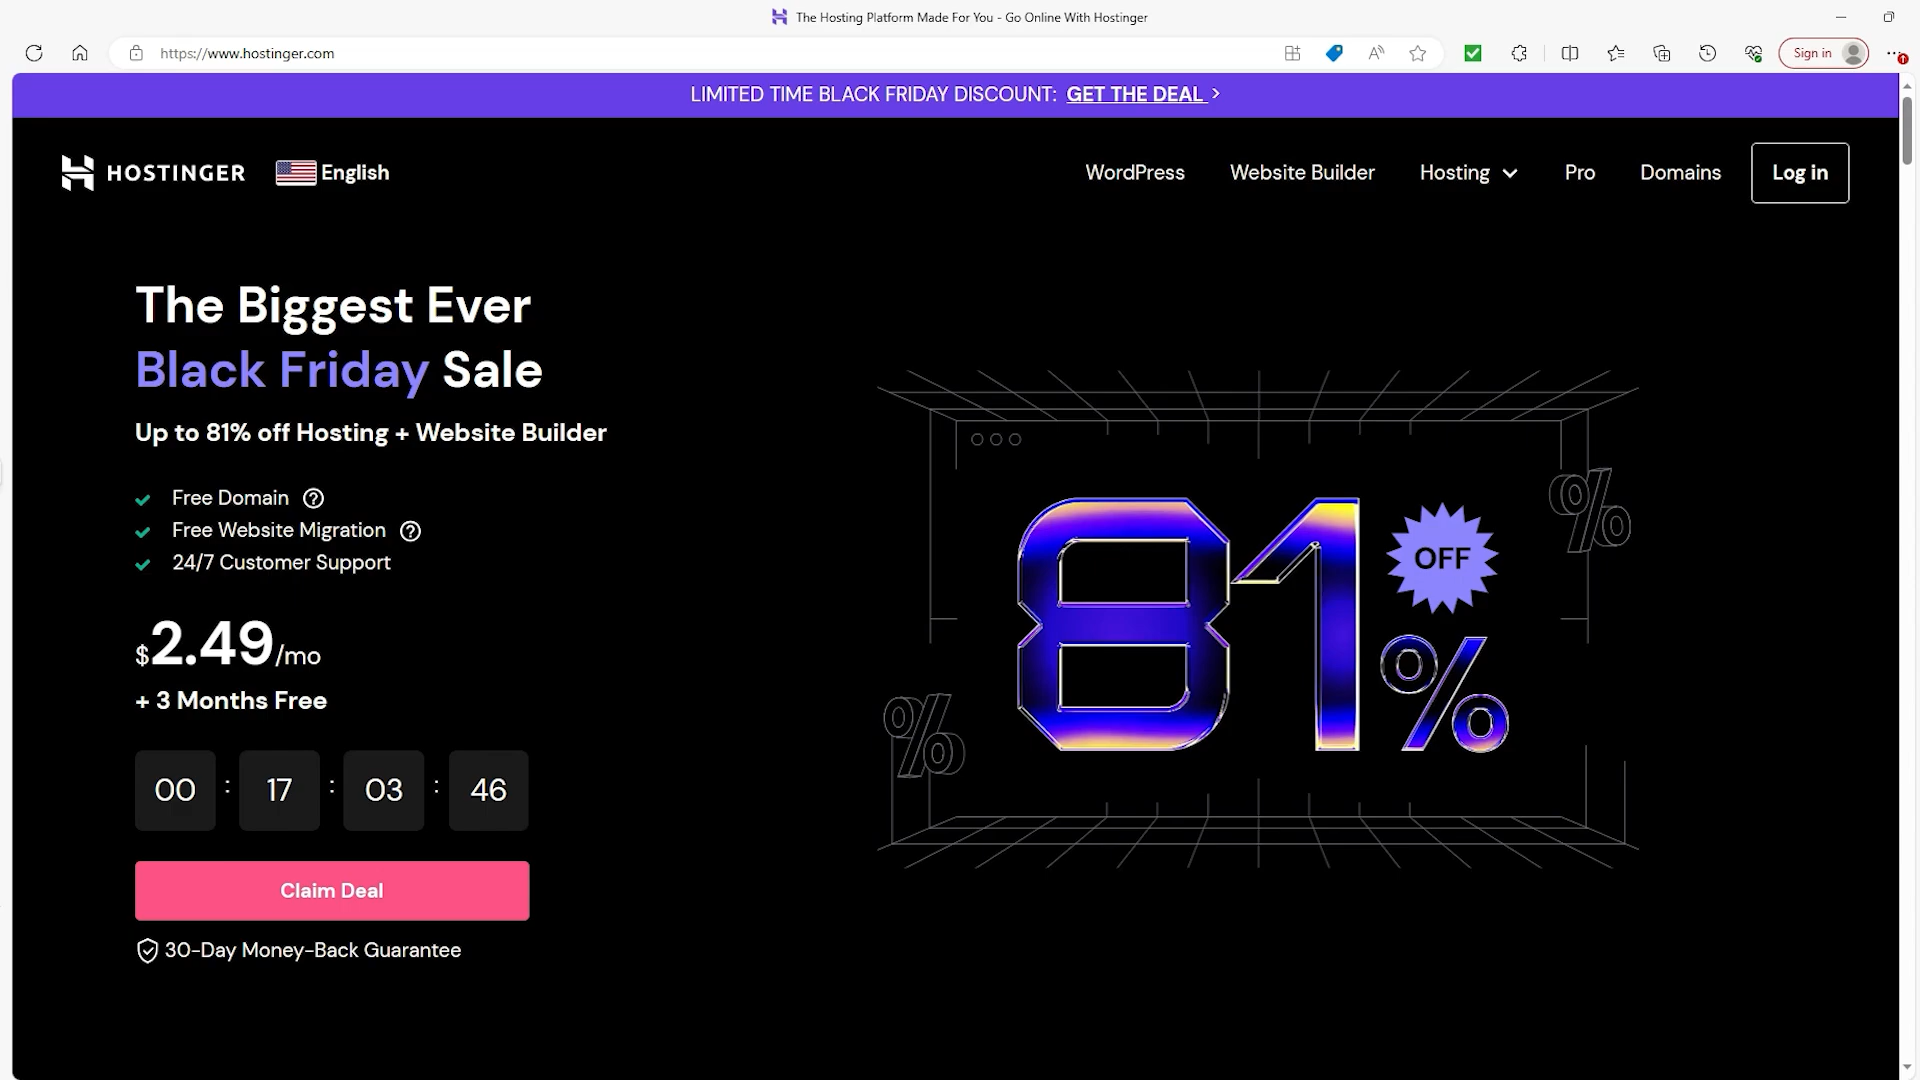 The Hosting Platform Made For You - Go Online With Hostinger
https://www.hostinger.com
Sign in
LIMITED TIME BLACK FRIDAY DISCOUNT: GET THE DEAL >
HOSTINGER English WordPress Website Builder Hosting Pro Domains Log in
The Biggest Ever
Black Friday Sale
Up to 81% off Hosting + Website Builder
Free Domain ?
Free Website Migration ?
24/7 Customer Support
$2.49/mo
+ 3 Months Free
00 : 17 : 03 : 46
Claim Deal
30-Day Money-Back Guarantee
81%
OFF
%
%